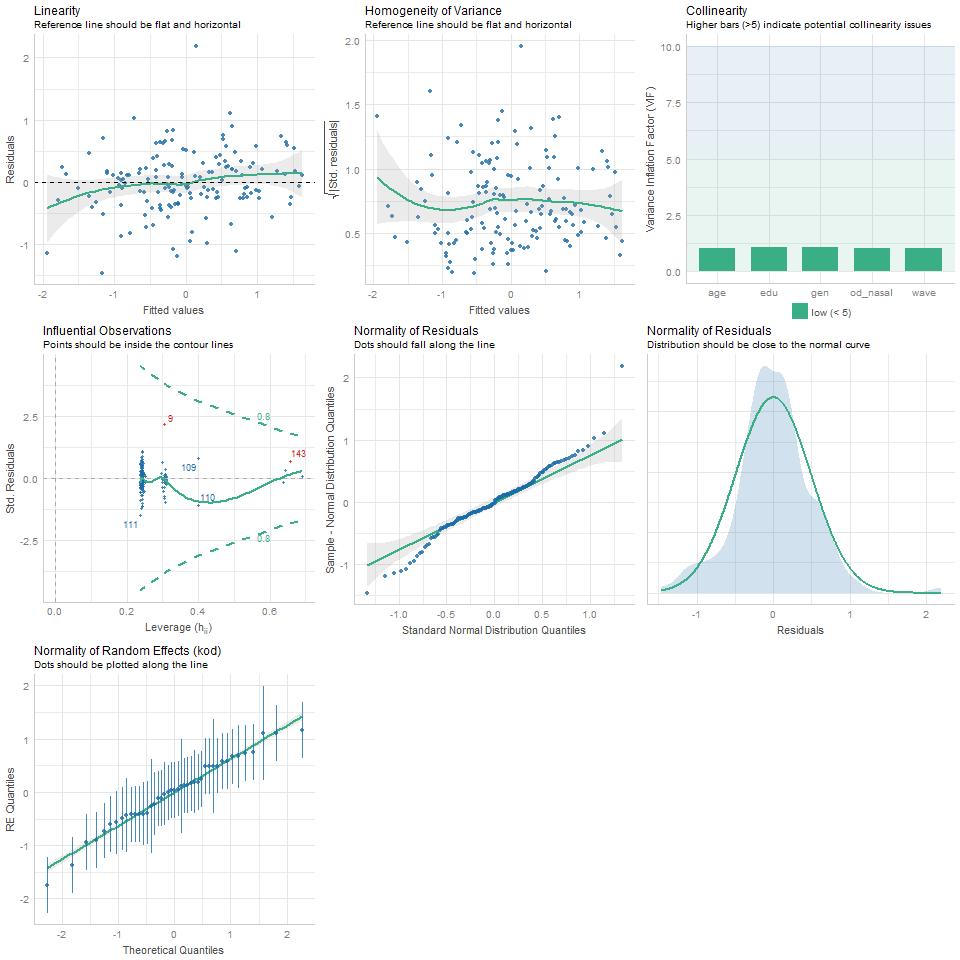 Linearity
Reference line should be flat and horizontal
2
1
0
-1
Residuals
-2
-1
0
1
Fitted values
Homogeneity of Variance
Reference line should be flat and horizontal
2.0
1.5
1.0
0.5
√|Std. residuals|
-2
-1
0
1
Fitted values
Collinearity
Higher bars (>5) indicate potential collinearity issues
10.0
7.5
5.0
2.5
0.0
Variance Inflation Factor (VIF)
age
edu
gen
od_nasal
wave
low (< 5)
Influential Observations
Points should be inside the contour lines
2.5
0.0
-2.5
Std. Residuals
0.8
9
143
109
110
111
0.8
0.0
0.2
0.4
0.6
Leverage (hii)
Normality of Residuals
Dots should fall along the line
2
1
0
-1
Sample - Normal Distribution Quantiles
-1.0
-0.5
0.0
0.5
1.0
Standard Normal Distribution Quantiles
Normality of Residuals
Distribution should be close to the normal curve
-1
0
1
2
Residuals
Normality of Random Effects (kod)
Dots should be plotted along the line
2
1
0
-1
-2
RE Quantiles
-2
-1
0
1
2
Theoretical Quantiles